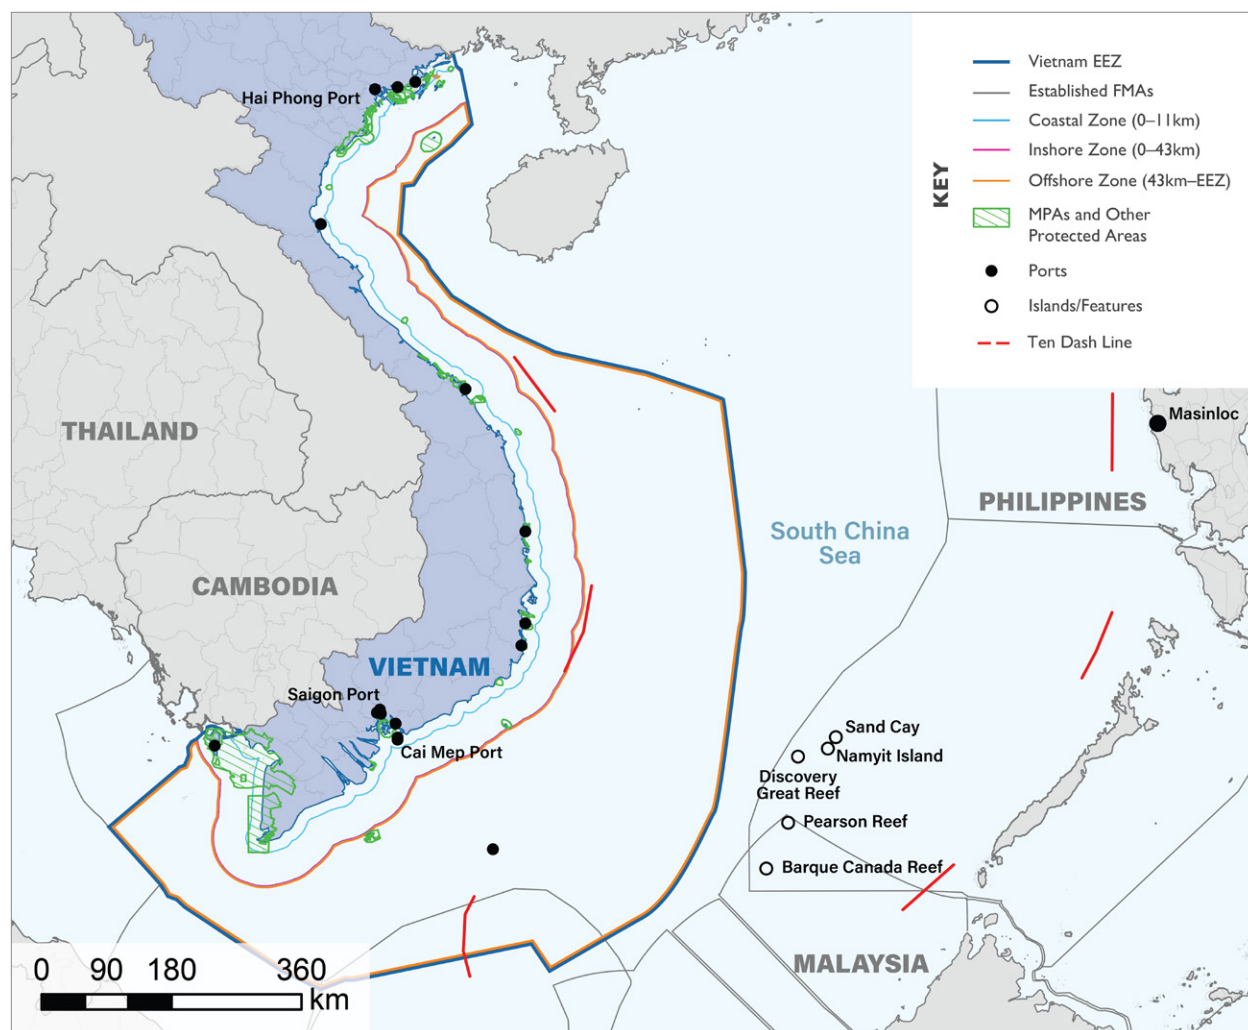 Hai Phong Port
THAILAND
CAMBODIA
VIETNAM
Saigon Port
Cai Mep Port
South China
Sea
PHILIPPINES
Masinloc
Sand Cay
Namyit Island
Discovery
Great Reef
Pearson Reef
Barque Canada Reef
MALAYSIA
KEY
Vietnam EEZ
Established FMAs
Coastal Zone (0–11km)
Inshore Zone (0–43km)
Offshore Zone (43km–EEZ)
MPAs and Other
Protected Areas
Ports
Islands/Features
Ten Dash Line
0 90 180 360
km